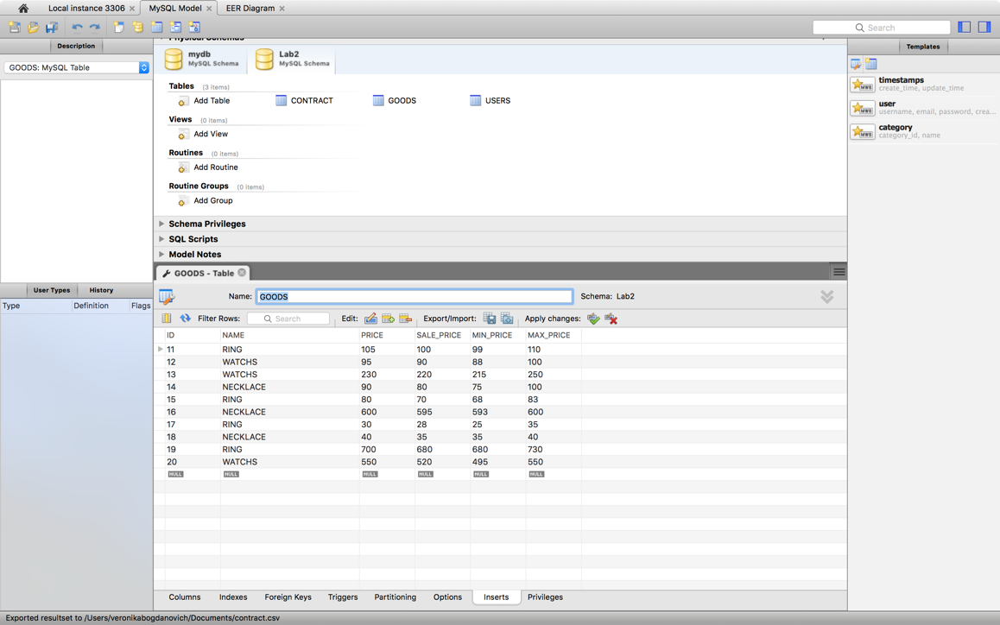 Local instance 3306 MySQL Model EER Diagram
Search
Description
GOODS: MySQL Table
Physical Schemas
mydb
MySQL Schema
Lab2
MySQL Schema
Tables (3 items)
Add Table CONTRACT GOODS USERS
Views (0 items)
Add View
Routines (0 items)
Add Routine
Routine Groups (0 items)
Add Group
Schema Privileges
SQL Scripts
Model Notes
Templates
timestamps
create_time, update_time
user
username, email, password, crea...
category
category_id, name
User Types History
Type Definition Flags
GOODS - Table
Name: GOODS Schema: Lab2
Filter Rows: Search Edit: Export/Import: Apply changes:
ID NAME PRICE SALE_PRICE MIN_PRICE MAX_PRICE
11 RING 105 100 99 110
12 WATCHS 95 90 88 100
13 WATCHS 230 220 215 250
14 NECKLACE 90 80 75 100
15 RING 80 70 68 83
16 NECKLACE 600 595 593 600
17 RING 30 28 25 35
18 NECKLACE 40 35 35 40
19 RING 700 680 680 730
20 WATCHS 550 520 495 550
NULL NULL NULL NULL NULL NULL
Columns Indexes Foreign Keys Triggers Partitioning Options Inserts Privileges
Exported resultset to /Users/veronikabogdanovich/Documents/contract.csv